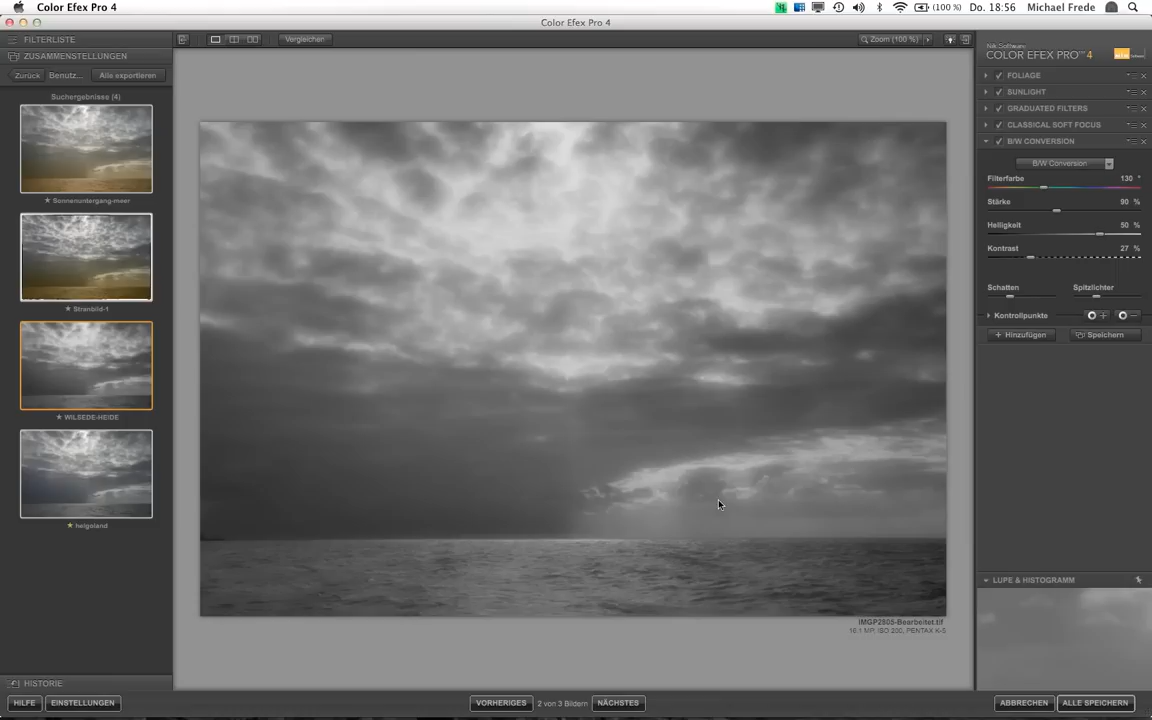 Color Efex Pro 4
(100 %) Do. 18:56 Michael Frede
Color Efex Pro 4
FILTERLISTE
ZUSAMMENSTELLUNGEN
Zurück Benutz... Alle exportieren
Suchergebnisse (4)
★ Sonnenuntergang-meer
★ Stranbild-1
★ WILSEDE-HEIDE
★ helgoland
HISTORIE
HILFE EINSTELLUNGEN
Vergleichen
Zoom (100 %)
IMGP2805-Bearbeitet.tif
16.1 MP, ISO 200, PENTAX K-5
VORHERIGES 2 von 3 Bildern NÄCHSTES
Nik Software
COLOR EFEX PRO™ 4
FOLIAGE
SUNLIGHT
GRADUATED FILTERS
CLASSICAL SOFT FOCUS
B/W CONVERSION
B/W Conversion
Filterfarbe 130 °
Stärke 90 %
Helligkeit 50 %
Kontrast 27 %
Schatten Spitzlichter
Kontrollpunkte
Hinzufügen Speichern
LUPE & HISTOGRAMM
ABBRECHEN ALLE SPEICHERN